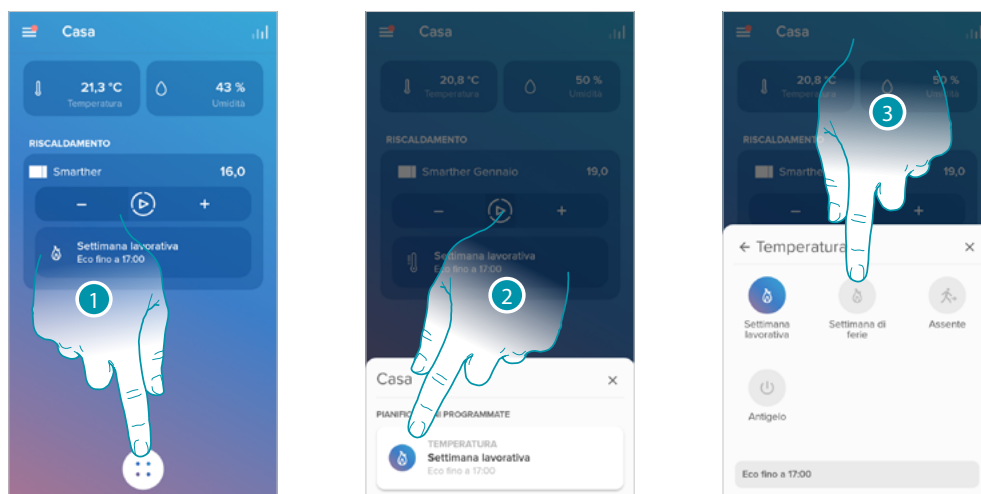 Casa
21,3 °C
Temperatura
43 %
Umidità
RISCALDAMENTO
Smarther
16,0
−
+
Settimana lavorativa
Eco fino a 17:00
1
Casa
20,8 °C
Temperatura
50 %
Umidità
RISCALDAMENTO
Smarther Gennaio
19,0
−
+
Settimana lavorativa
Eco fino a 17:00
2
Casa
×
PROGRAMMATE
TEMPERATURA
Settimana lavorativa
Eco fino a 17:00
Casa
20,8 °C
Temperatura
50 %
Umidità
3
RISCALDAMENTO
19,0
−
+
← Temperatura
×
Settimana
lavorativa
Settimana di
ferie
Assente
Antigelo
Eco fino a 17:00